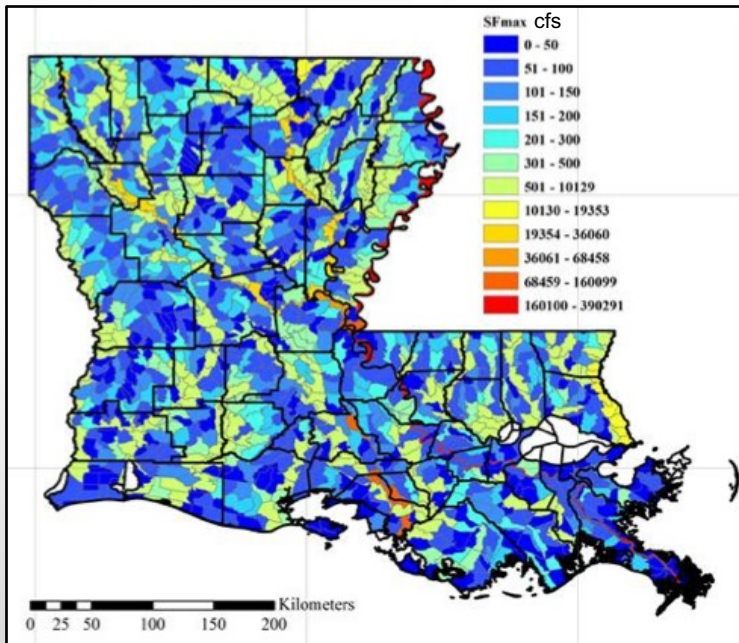 SFmax cfs
0 - 50
51 - 100
101 - 150
151 - 200
201 - 300
301 - 500
501 - 10129
10130 - 19353
19354 - 36060
36061 - 68458
68459 - 160099
160100 - 390291
Kilometers
0 25 50 100 150 200